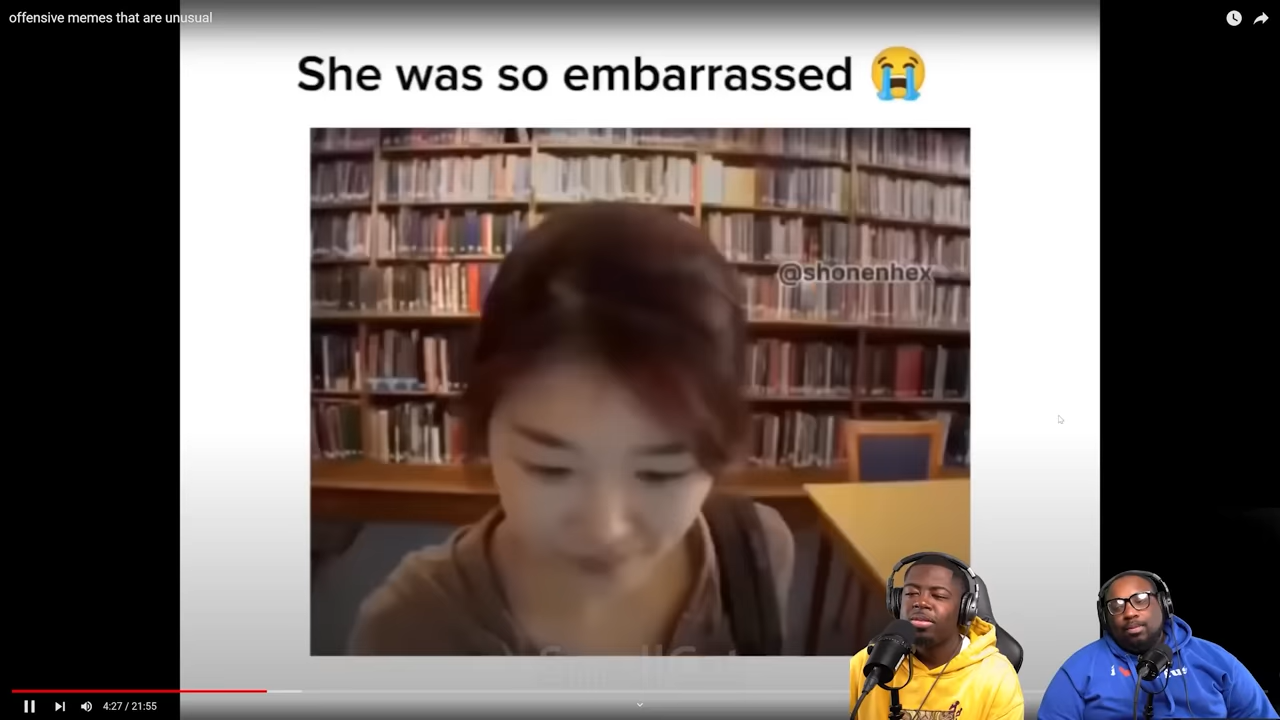 offensive memes that are unusual
She was so embarrassed 😭
@shonenhex
4:27 / 21:55